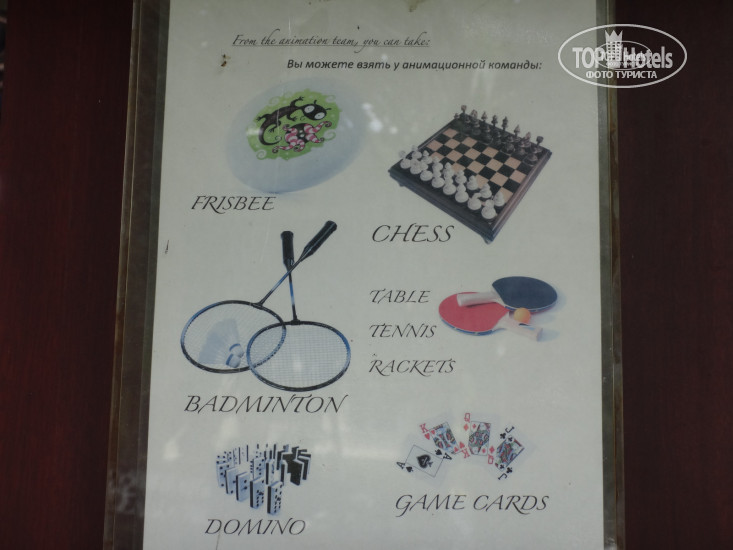 From the animation team, you can take:
Вы можете взять у анимационной команды:
TOP Hotels
ФОТО ТУРИСТА
FRISBEE
CHESS
TABLE
TENNIS
RACKETS
BADMINTON
DOMINO
GAME CARDS